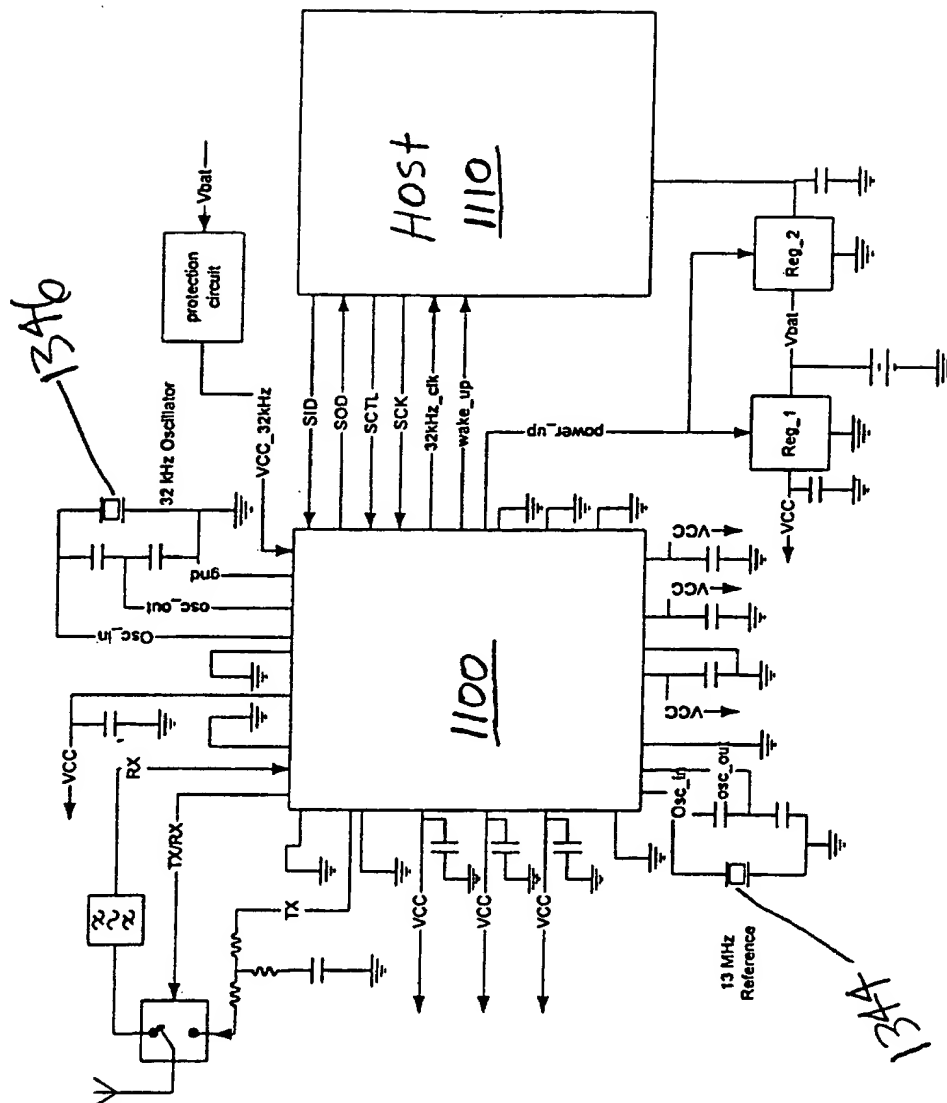 1346
32 kHz Oscillator
protection
circuit
Vbat
VCC_32kHz
Host
1110
SID
SOD
SCTL
SCK
32kHz_clk
wake_up
power_up
Reg_2
Vbat
Reg_1
VCC
gnd
osc_out
Osc_in
VCC
RX
TX/RX
TX
1100
VCC
VCC
VCC
VCC
VCC
VCC
Osc_in
osc_out
13 MHz
Reference
1344